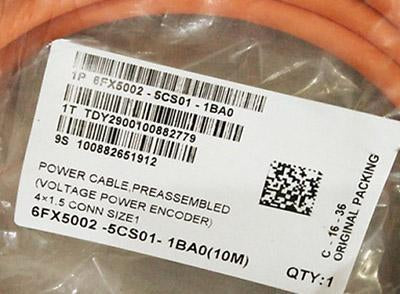 1P 6FX5002 -5CS01 - 1BA0
1T TDY2900100882779
9S 100882651912
POWER CABLE,PREASSEMBLED
(VOLTAGE POWER ENCODER)
4×1.5 CONN SIZE1
6FX5002 -5CS01- 1BA0(10M)
QTY:1
C - 16 - 36
ORIGINAL PACKING